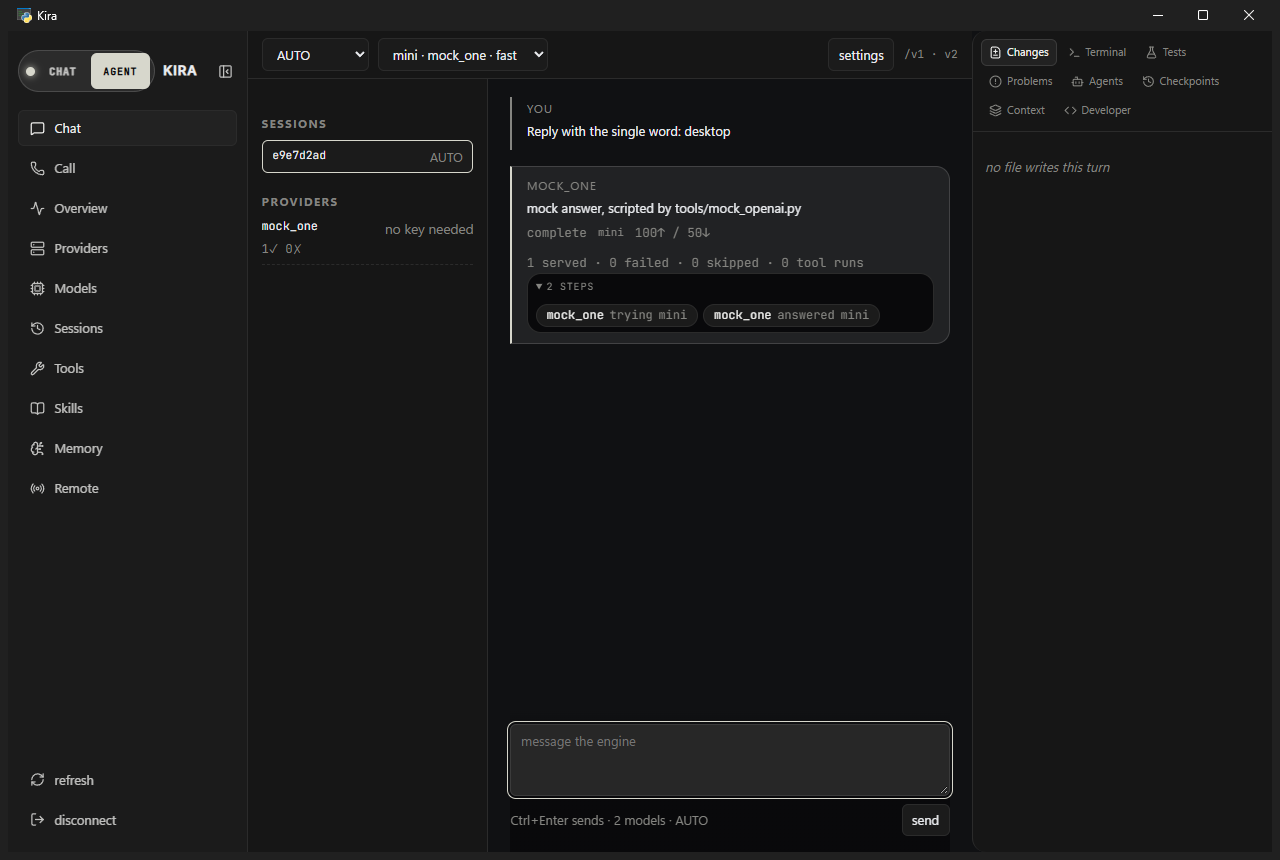 Kira
CHAT AGENT KIRA
Chat
Call
Overview
Providers
Models
Sessions
Tools
Skills
Memory
Remote
refresh
disconnect
AUTO
mini · mock_one · fast
settings
/v1 · v2
SESSIONS
e9e7d2ad AUTO
PROVIDERS
mock_one no key needed
1✓ 0✗
YOU
Reply with the single word: desktop
MOCK_ONE
mock answer, scripted by tools/mock_openai.py
complete mini 100↑ / 50↓
1 served · 0 failed · 0 skipped · 0 tool runs
▼ 2 STEPS
mock_one trying mini mock_one answered mini
message the engine
Ctrl+Enter sends · 2 models · AUTO
send
Changes Terminal Tests
Problems Agents Checkpoints
Context Developer
no file writes this turn